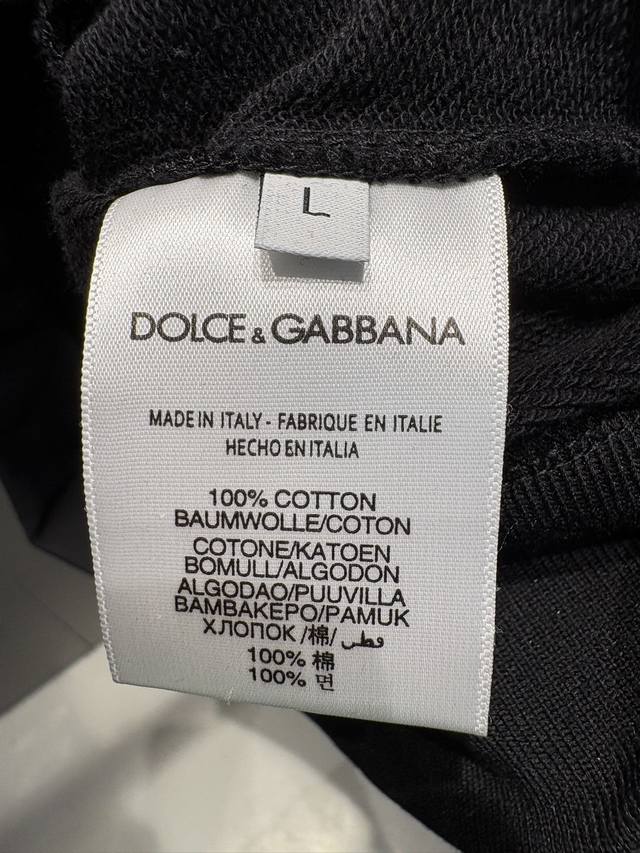 L
DOLCE & GABBANA
MADE IN ITALY - FABRIQUE EN ITALIE
HECHO EN ITALIA
100% COTTON
BAUMWOLLE/COTON
COTONE/KATOEN
BOMULL/ALGODON
ALGODAO/PUUVILLA
BAMBAKEPO/PAMUK
ХЛОПОК /棉/ قطن
100% 棉
100% 면